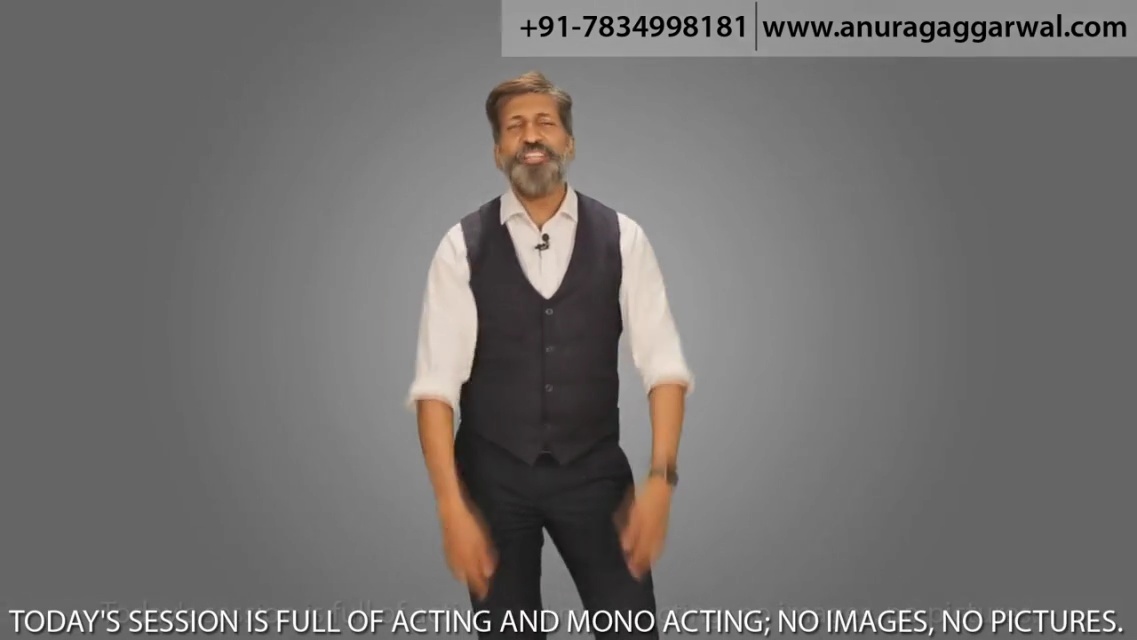 +91-7834998181 | www.anuragaggarwal.com
TODAY'S SESSION IS FULL OF ACTING AND MONO ACTING; NO IMAGES, NO PICTURES.